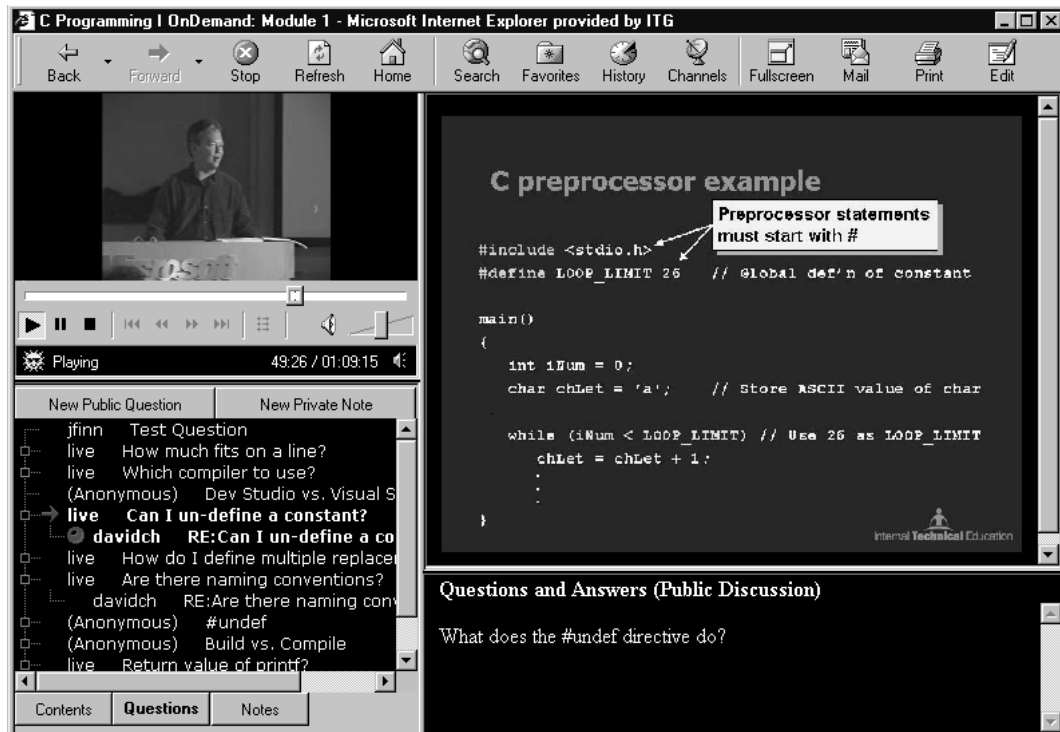 C Programming I OnDemand: Module 1 - Microsoft Internet Explorer provided by ITG
Back Forward Stop Refresh Home Search Favorites History Channels Fullscreen Mail Print Edit
Playing 49:26 / 01:09:15
New Public Question New Private Note
jfinn Test Question
live How much fits on a line?
live Which compiler to use?
(Anonymous) Dev Studio vs. Visual S
live Can I un-define a constant?
davidch RE:Can I un-define a co
live How do I define multiple replacer
live Are there naming conventions?
davidch RE:Are there naming conv
(Anonymous) #undef
(Anonymous) Build vs. Compile
live Return value of printf?
Contents Questions Notes
C preprocessor example
Preprocessor statements
must start with #
#include <stdio.h>
#define LOOP_LIMIT 26 // Global def'n of constant
main()
{
int iNum = 0;
char chLet = 'a'; // Store ASCII value of char
while (iNum < LOOP_LIMIT) // Use 26 as LOOP_LIMIT
chLet = chLet + 1;
.
.
.
}
Internal Technical Education
Questions and Answers (Public Discussion)
What does the #undef directive do?